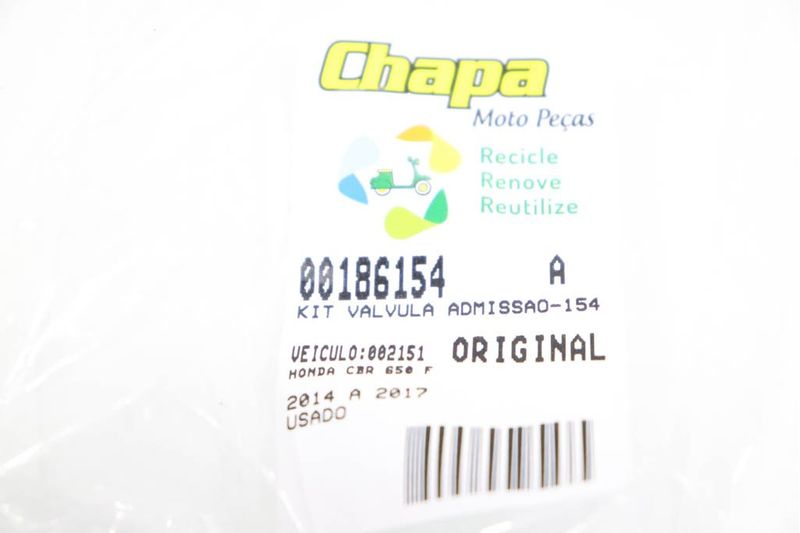 Chapa
Moto Peças
Recicle
Renove
Reutilize
00186154 A
KIT VALVULA ADMISSAO-154
VEICULO:002151 ORIGINAL
HONDA CBR 650 F
2014 A 2017
USADO